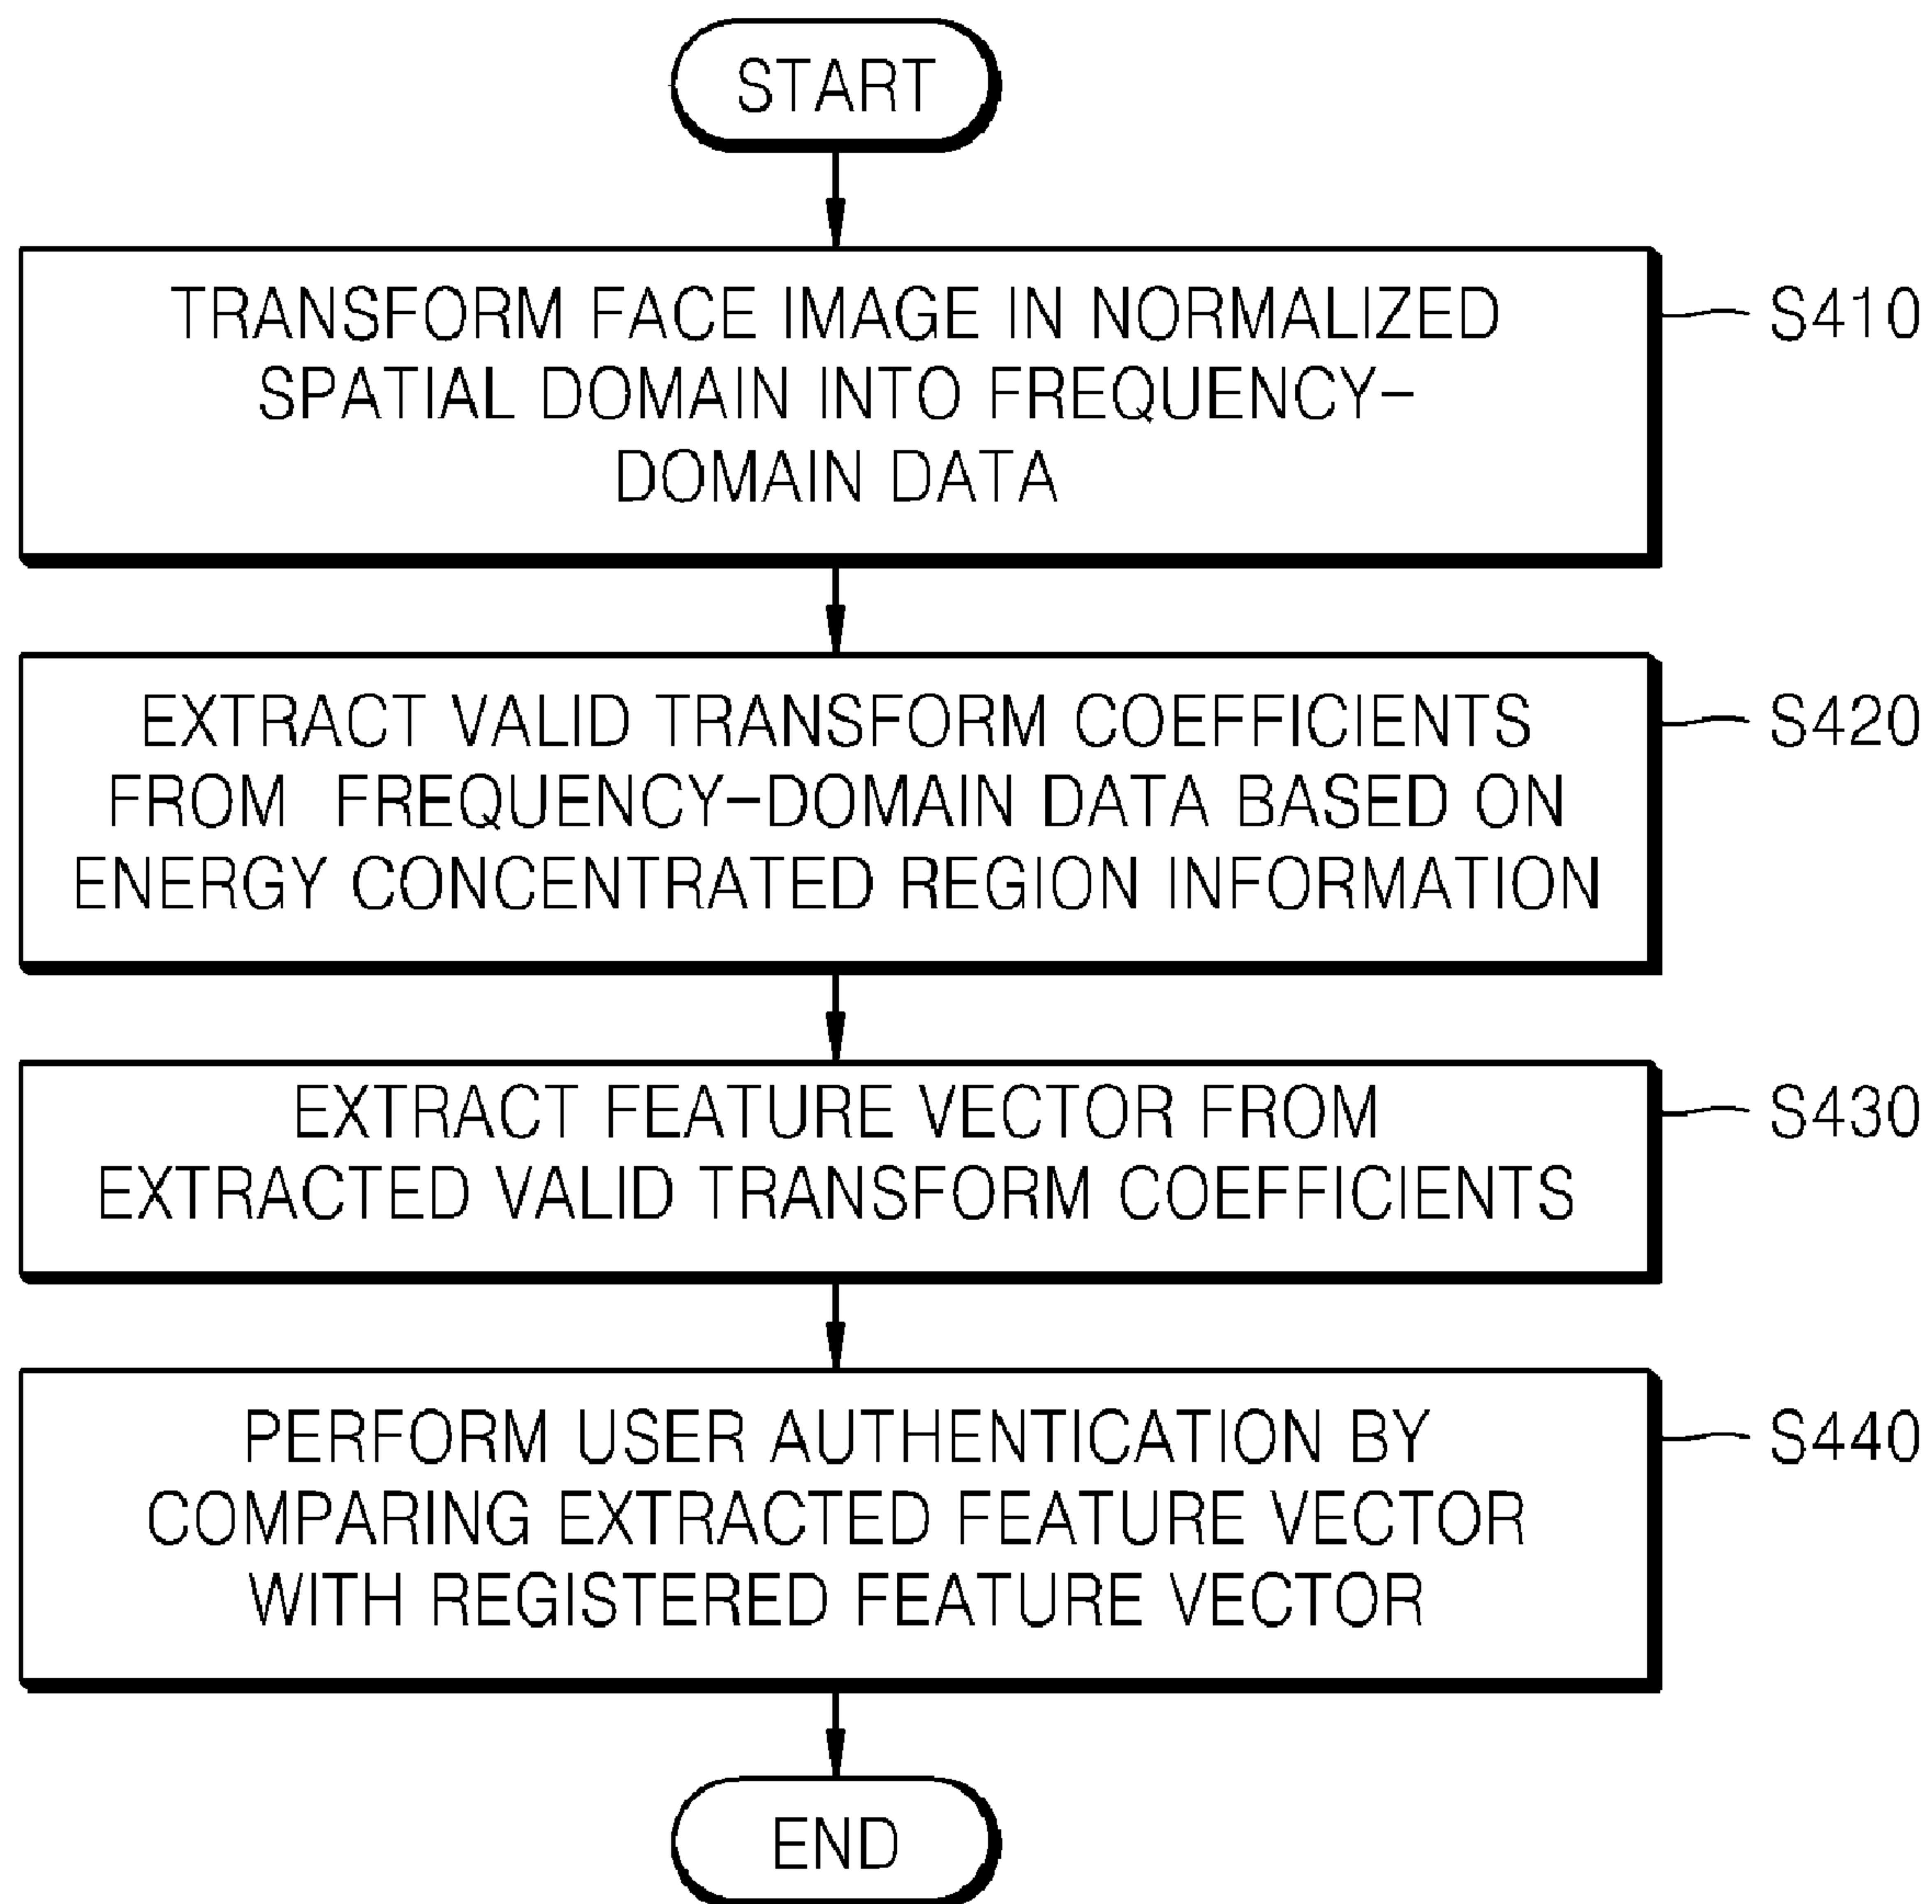 START
TRANSFORM FACE IMAGE IN NORMALIZED
SPATIAL DOMAIN INTO FREQUENCY-
DOMAIN DATA
S410
EXTRACT VALID TRANSFORM COEFFICIENTS
FROM FREQUENCY-DOMAIN DATA BASED ON
ENERGY CONCENTRATED REGION INFORMATION
S420
EXTRACT FEATURE VECTOR FROM
EXTRACTED VALID TRANSFORM COEFFICIENTS
S430
PERFORM USER AUTHENTICATION BY
COMPARING EXTRACTED FEATURE VECTOR
WITH REGISTERED FEATURE VECTOR
S440
END